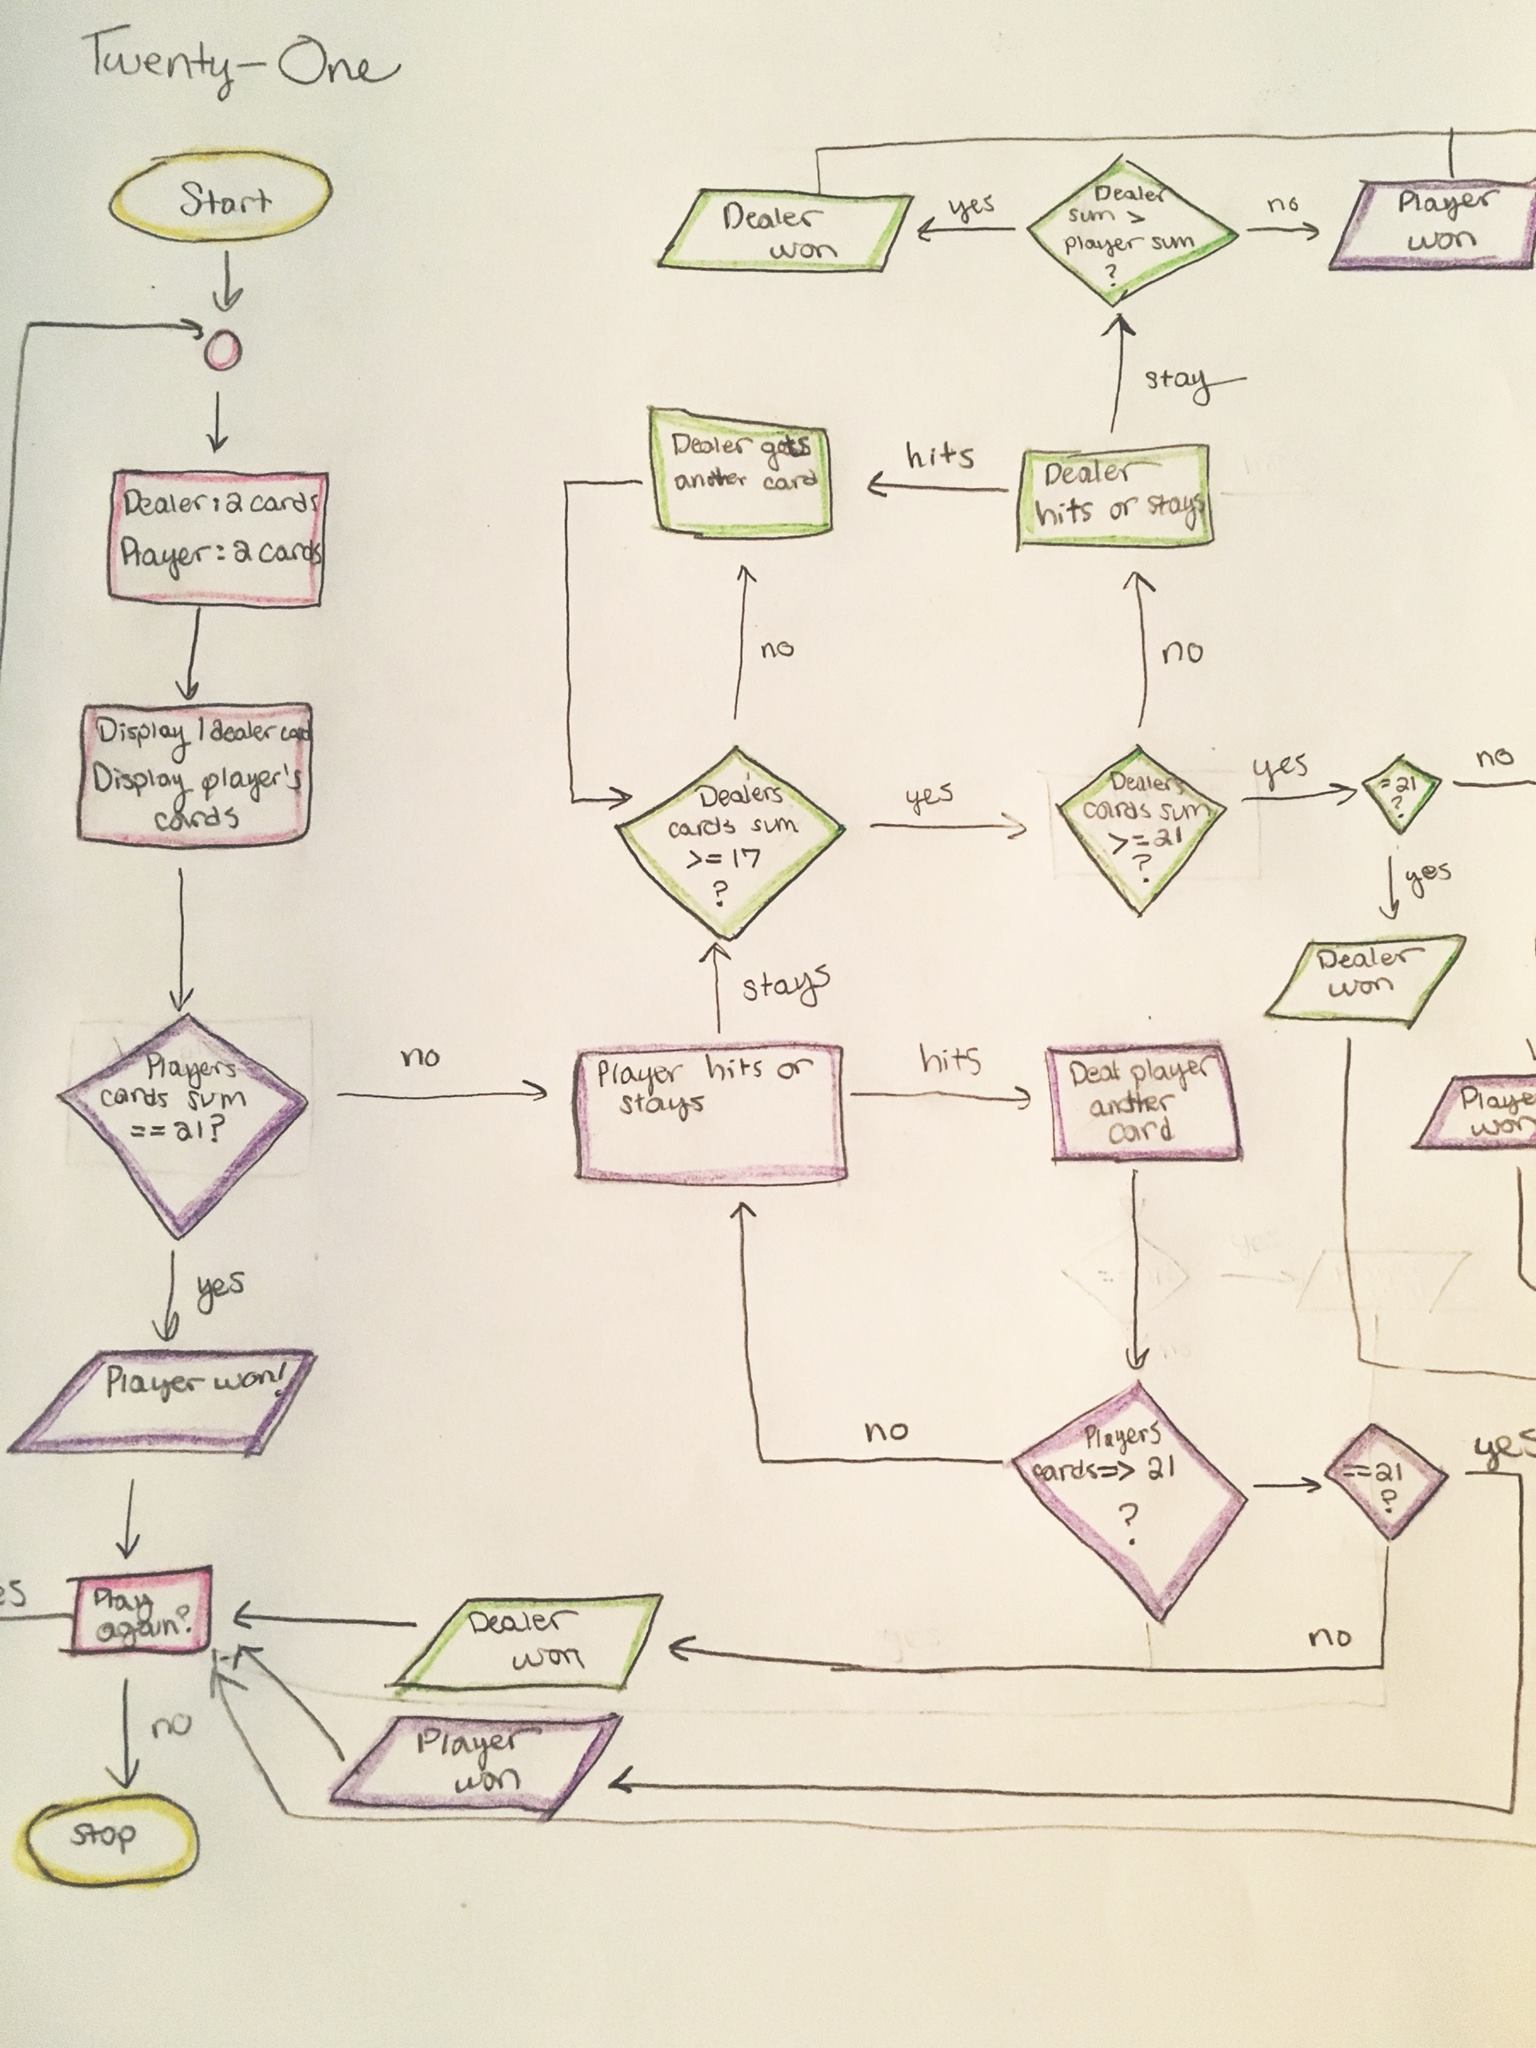 Twenty-One
Start
Dealer: 2 cards
Player: 2 cards
Display 1 dealer card
Display player's
cards
Players
cards sum
== 21?
no
yes
Player won!
Play
again?
no
Stop
Dealer
won
yes
Dealer
sum >
player sum
?
no
Player
won
stay
Dealer gets
another card
hits
Dealer
hits or stays
no
no
Dealers
cards sum
>= 17
?
yes
Dealers
cards sum
>= 21
?
yes
= 21
?
no
yes
Dealer
won
stays
Player hits or
stays
hits
Deal player
another
card
Player
won
no
Players
cards => 21
?
== 21
?
yes
no
Dealer
won
Player
won